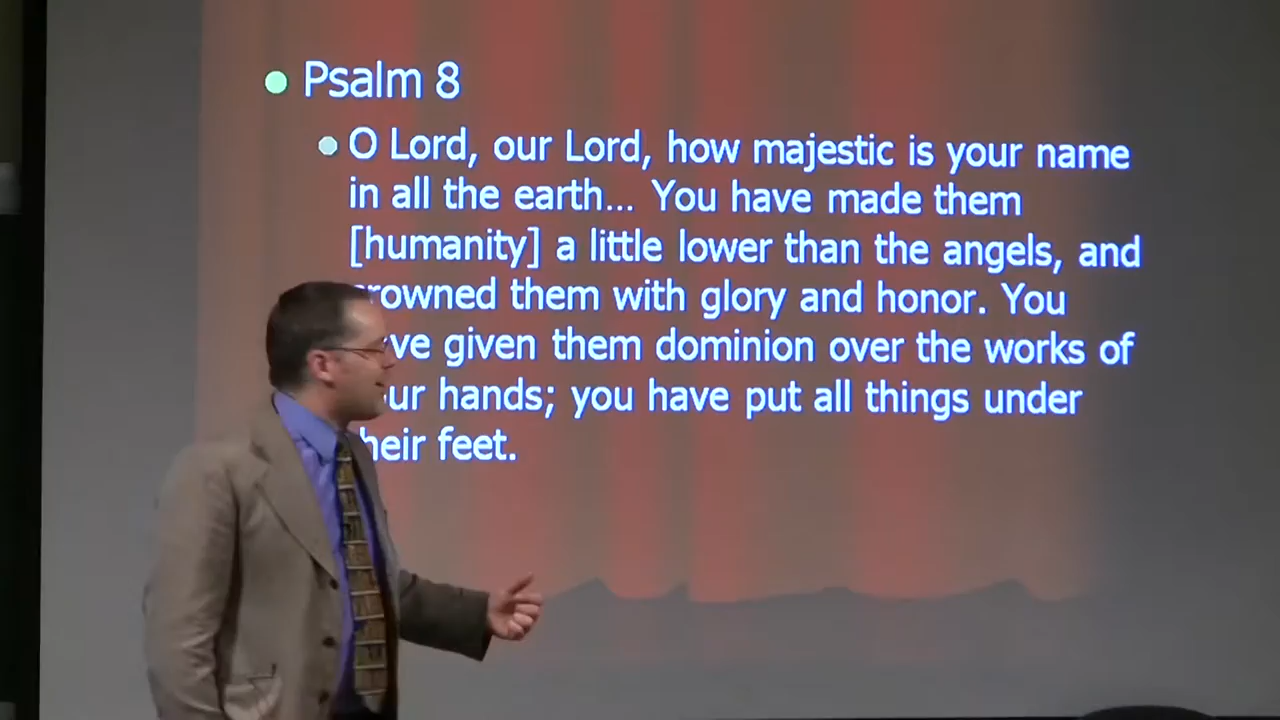 Psalm 8
O Lord, our Lord, how majestic is your name
in all the earth... You have made them
[humanity] a little lower than the angels, and
crowned them with glory and honor. You
have given them dominion over the works of
your hands; you have put all things under
their feet.